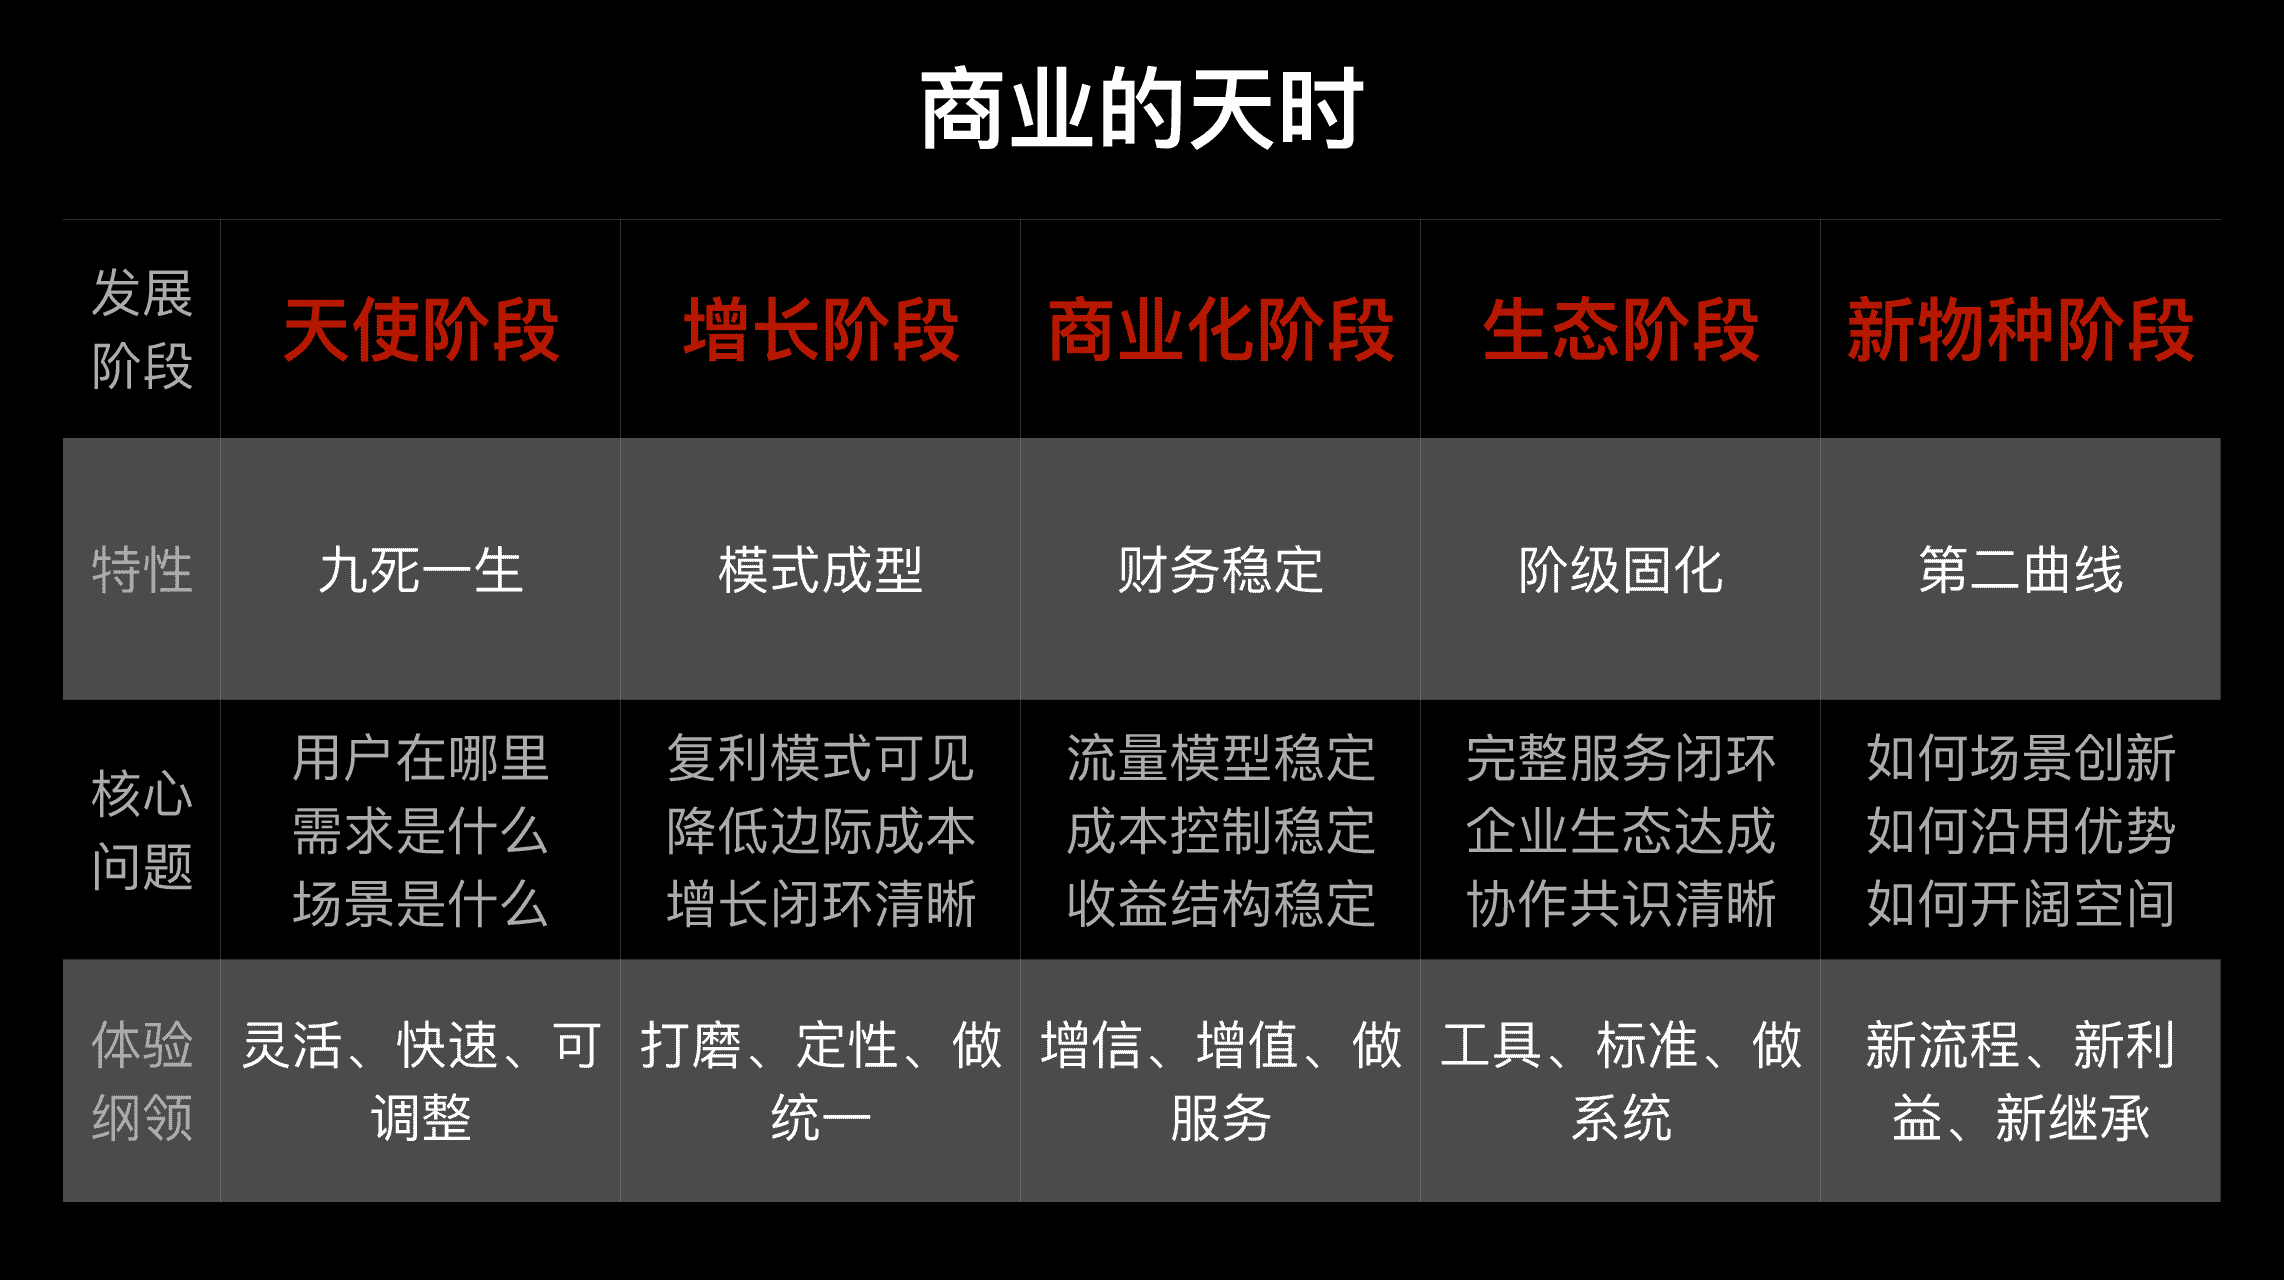 商业的天时
发展
阶段
天使阶段
增长阶段
商业化阶段
生态阶段
新物种阶段
特性
九死一生
模式成型
财务稳定
阶级固化
第二曲线
核心
问题
用户在哪里
需求是什么
场景是什么
复利模式可见
降低边际成本
增长闭环清晰
流量模型稳定
成本控制稳定
收益结构稳定
完整服务闭环
企业生态达成
协作共识清晰
如何场景创新
如何沿用优势
如何开阔空间
体验
纲领
灵活、快速、可
调整
打磨、定性、做
统一
增信、增值、做
服务
工具、标准、做
系统
新流程、新利
益、新继承